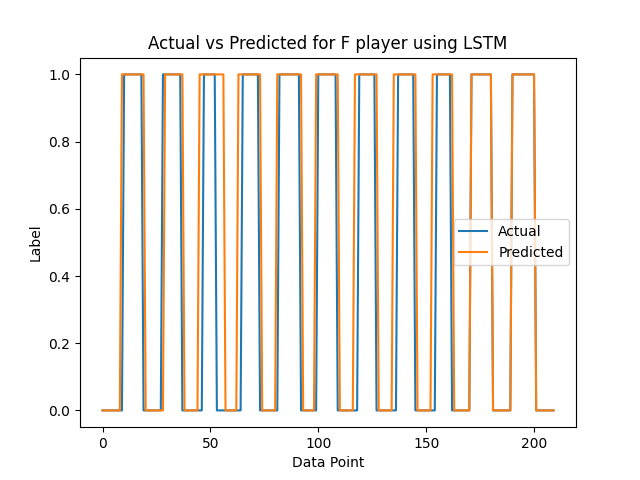 Actual vs Predicted for F player using LSTM
1.0
0.8
0.6
0.4
0.2
0.0
Label
Actual
Predicted
0
50
100
150
200
Data Point